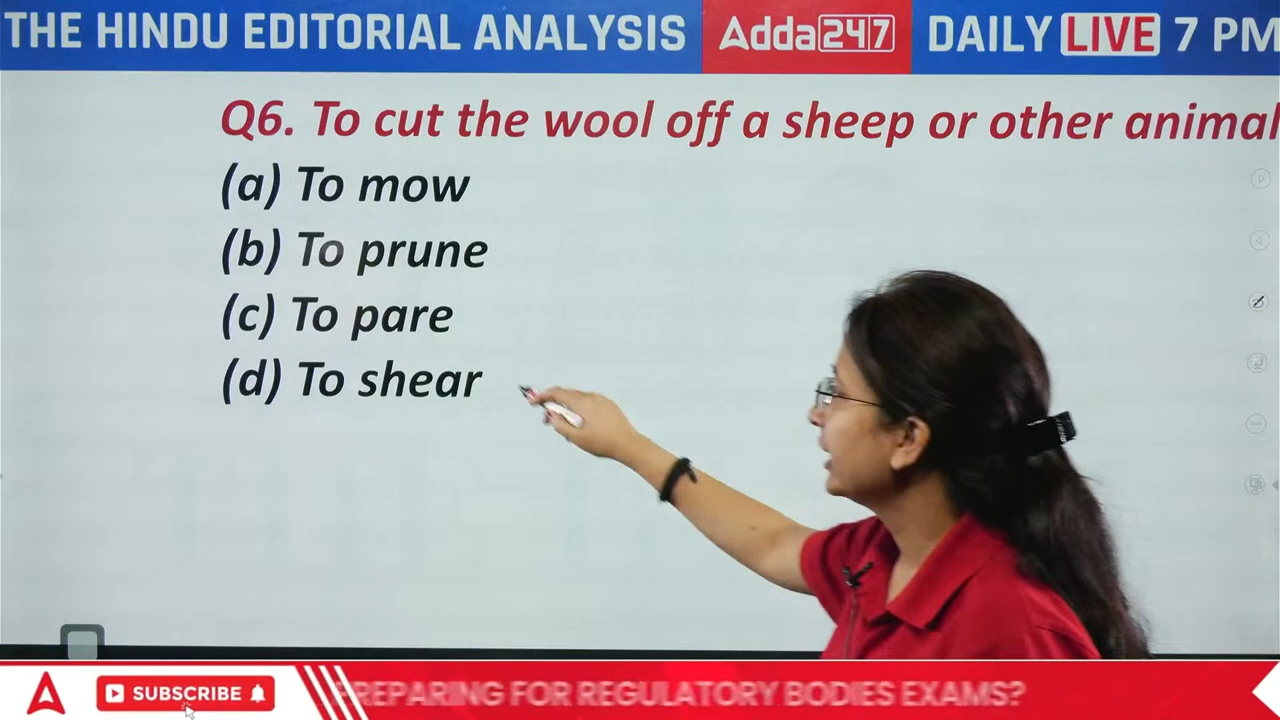 THE HINDU EDITORIAL ANALYSIS
Adda247
DAILY LIVE 7 PM
Q6. To cut the wool off a sheep or other animal
(a) To mow
(b) To prune
(c) To pare
(d) To shear
SUBSCRIBE
PREPARING FOR REGULATORY BODIES EXAMS?